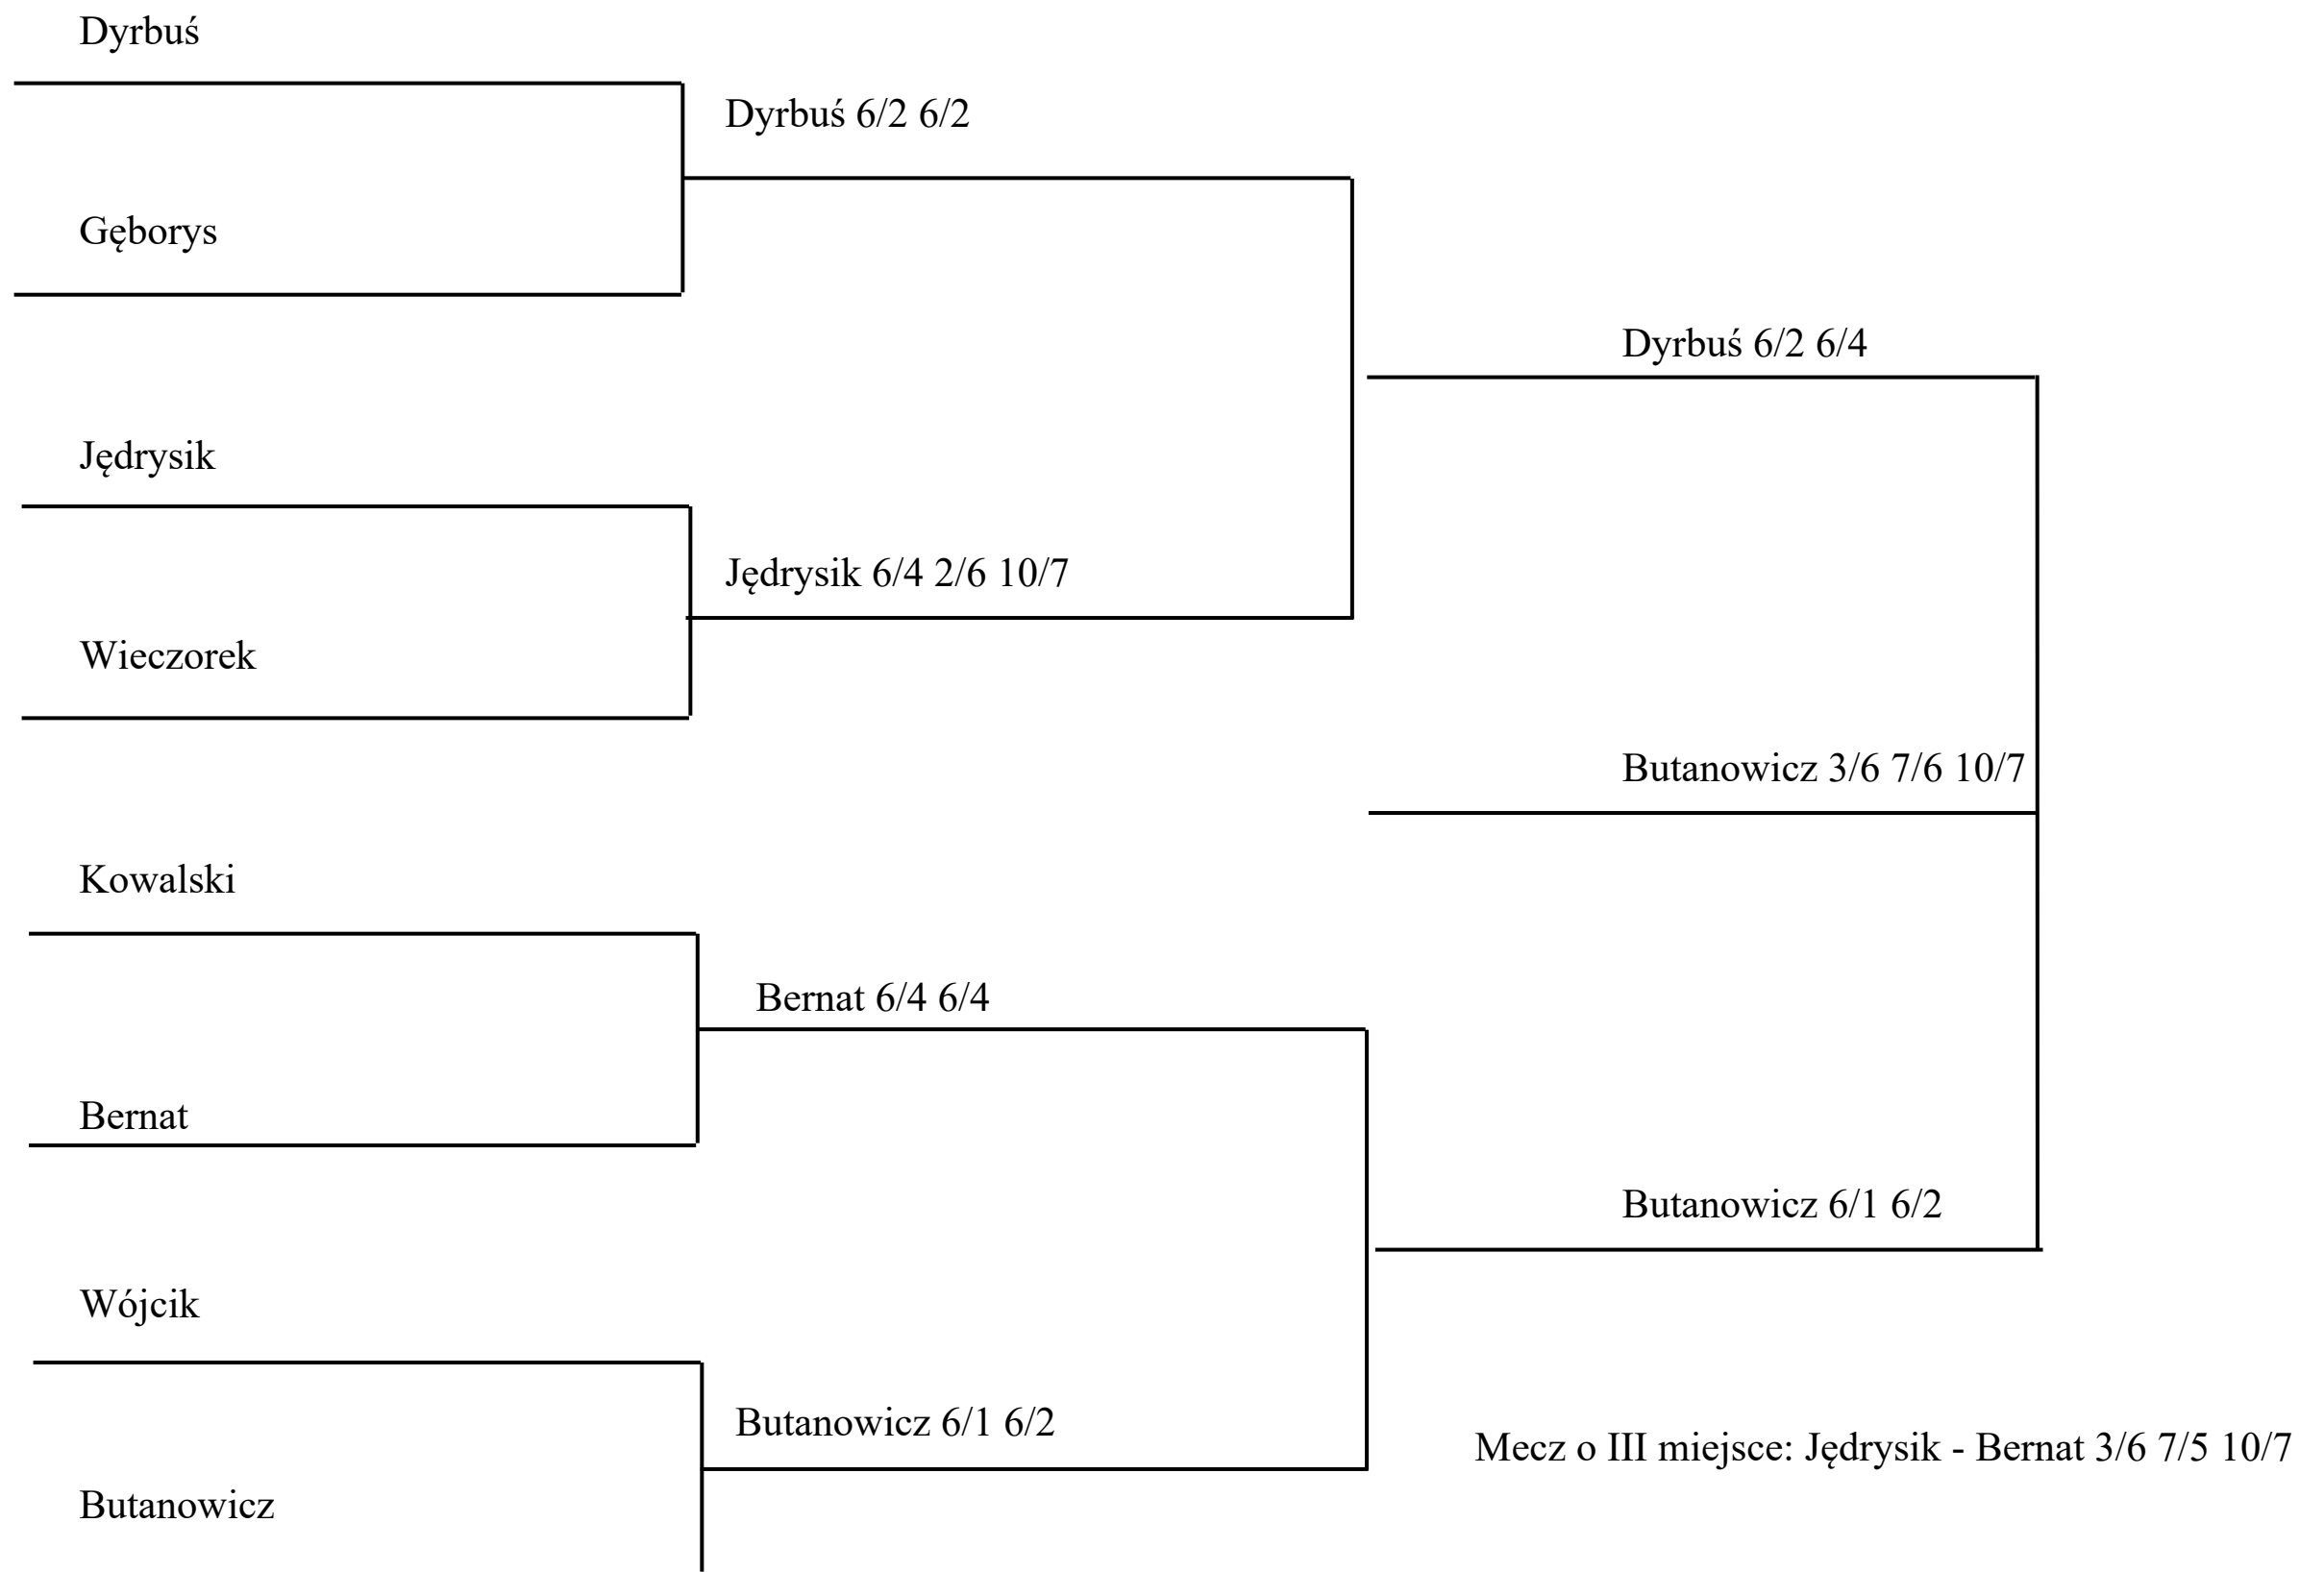 Dyrbuś
Dyrbuś 6/2 6/2
Gęborys
Dyrbuś 6/2 6/4
Jędrysik
Jędrysik 6/4 2/6 10/7
Wieczorek
Butanowicz 3/6 7/6 10/7
Kowalski
Bernat 6/4 6/4
Bernat
Butanowicz 6/1 6/2
Wójcik
Butanowicz 6/1 6/2
Mecz o III miejsce: Jędrysik - Bernat 3/6 7/5 10/7
Butanowicz